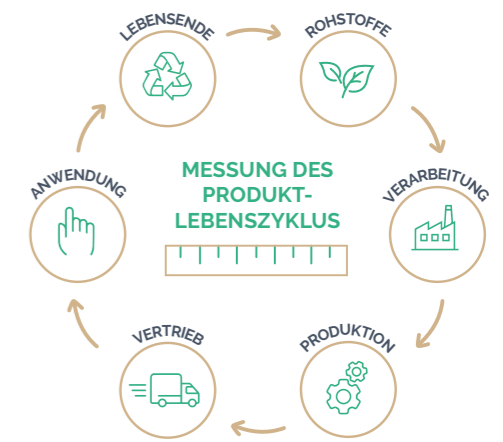 LEBENSENDE
ROHSTOFFE
VERARBEITUNG
PRODUKTION
VERTRIEB
ANWENDUNG
MESSUNG DES
PRODUKT-
LEBENSZYKLUS